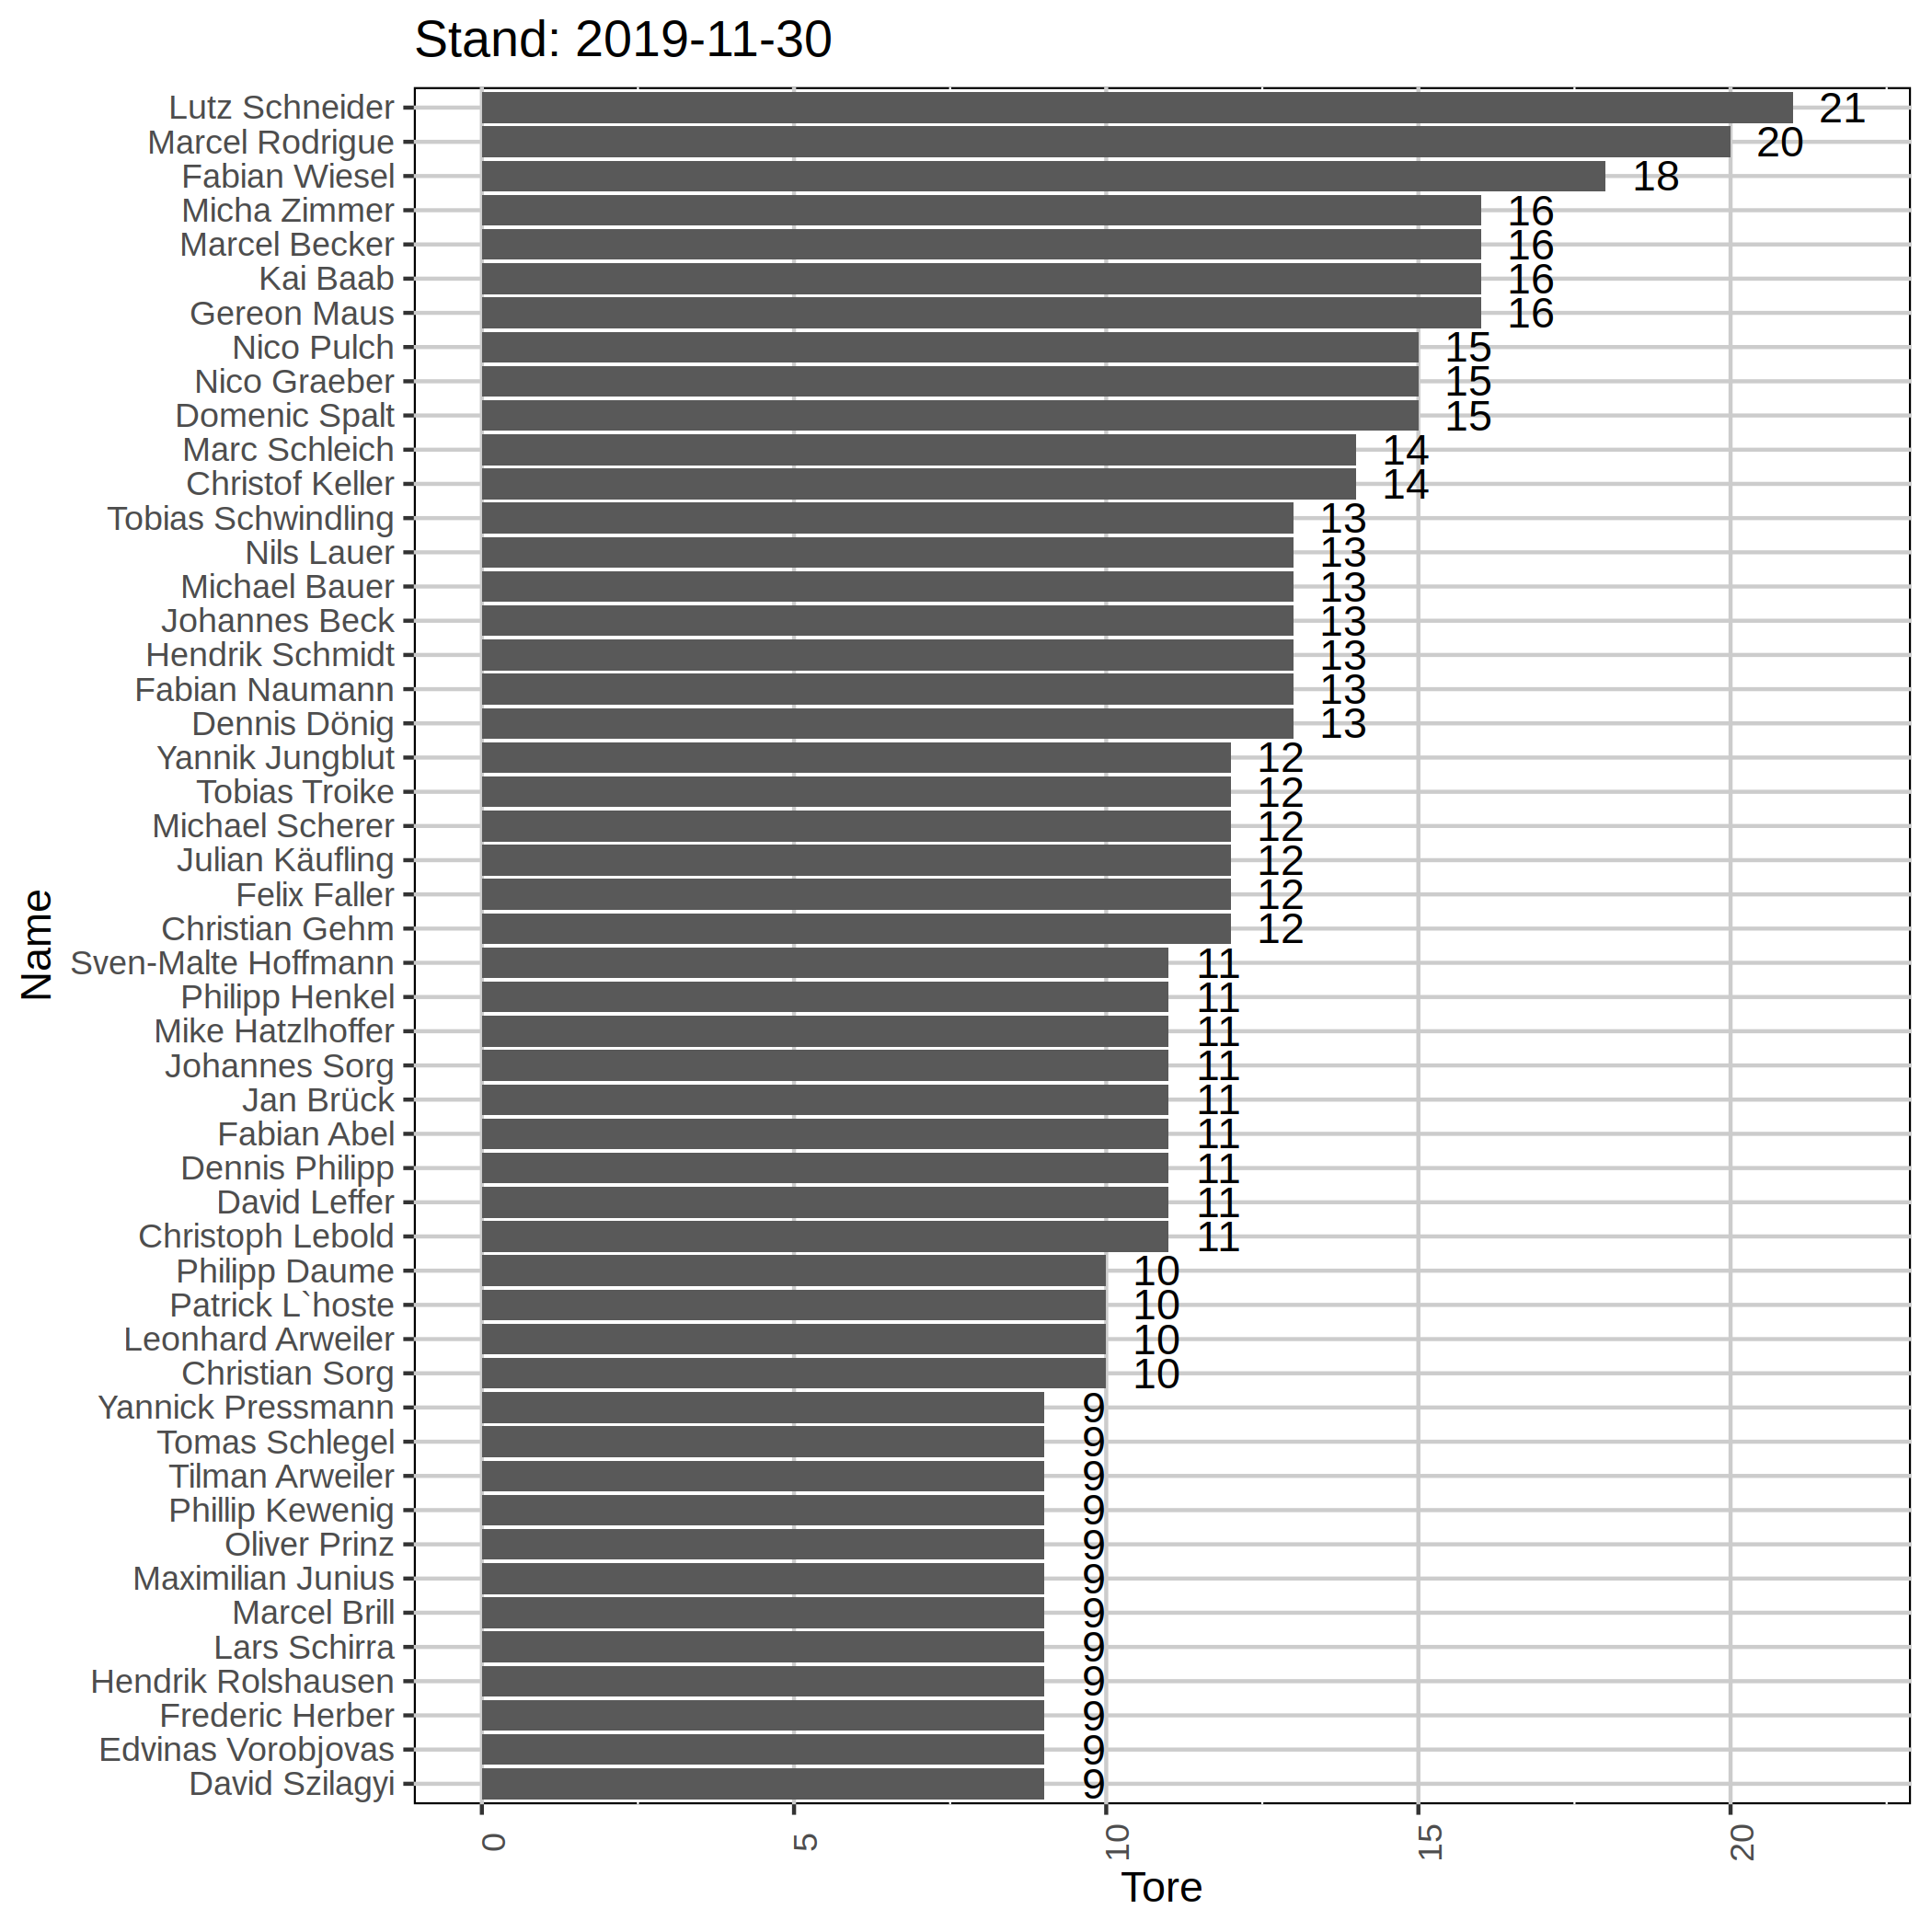 Stand: 2019-11-30
Lutz Schneider 21
Marcel Rodrigue 20
Fabian Wiesel 18
Micha Zimmer 16
Marcel Becker 16
Kai Baab 16
Gereon Maus 16
Nico Pulch 15
Nico Graeber 15
Domenic Spalt 15
Marc Schleich 14
Christof Keller 14
Tobias Schwindling 13
Nils Lauer 13
Michael Bauer 13
Johannes Beck 13
Hendrik Schmidt 13
Fabian Naumann 13
Dennis Dönig 13
Yannik Jungblut 12
Tobias Troike 12
Michael Scherer 12
Julian Käufling 12
Felix Faller 12
Christian Gehm 12
Sven-Malte Hoffmann 11
Philipp Henkel 11
Mike Hatzlhoffer 11
Johannes Sorg 11
Jan Brück 11
Fabian Abel 11
Dennis Philipp 11
David Leffer 11
Christoph Lebold 11
Philipp Daume 10
Patrick L`hoste 10
Leonhard Arweiler 10
Christian Sorg 10
Yannick Pressmann 9
Tomas Schlegel 9
Tilman Arweiler 9
Phillip Kewenig 9
Oliver Prinz 9
Maximilian Junius 9
Marcel Brill 9
Lars Schirra 9
Hendrik Rolshausen 9
Frederic Herber 9
Edvinas Vorobjovas 9
David Szilagyi 9
Name
0 5 10 15 20
Tore